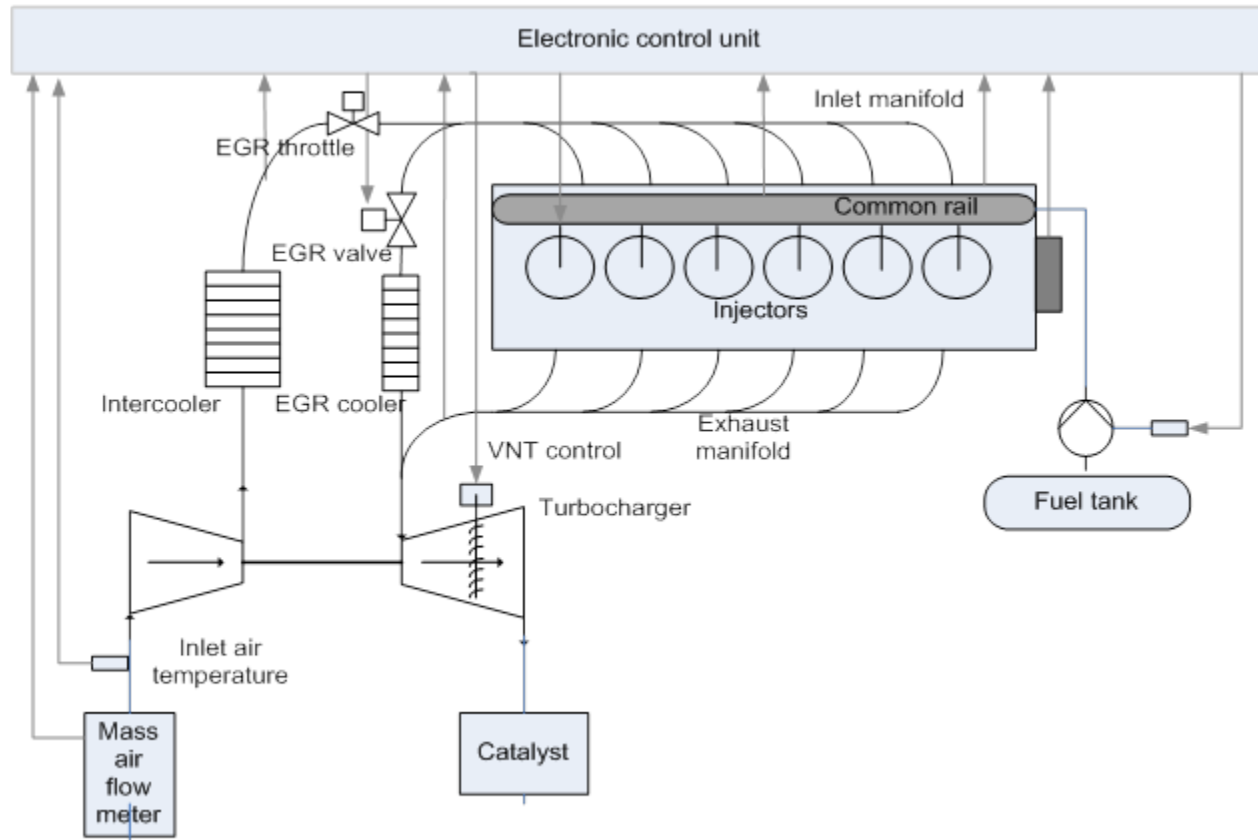 Electronic control unit
Inlet manifold
EGR throttle
Common rail
EGR valve
Injectors
Intercooler
EGR cooler
Exhaust
manifold
VNT control
Turbocharger
Fuel tank
Inlet air
temperature
Mass
air
flow
meter
Catalyst